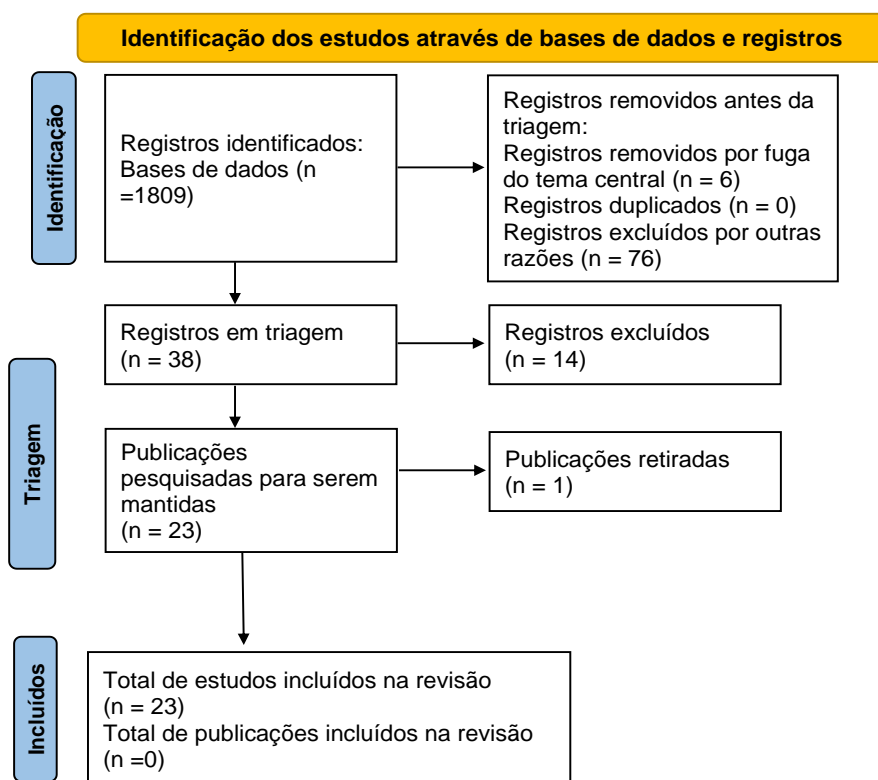 Identificação dos estudos através de bases de dados e registros
Identificação
Registros identificados:
Bases de dados (n
=1809)
Registros removidos antes da
triagem:
Registros removidos por fuga
do tema central (n = 6)
Registros duplicados (n = 0)
Registros excluídos por outras
razões (n = 76)
Triagem
Registros em triagem
(n = 38)
Registros excluídos
(n = 14)
Publicações
pesquisadas para serem
mantidas
(n = 23)
Publicações retiradas
(n = 1)
Incluídos
Total de estudos incluídos na revisão
(n = 23)
Total de publicações incluídos na revisão
(n =0)